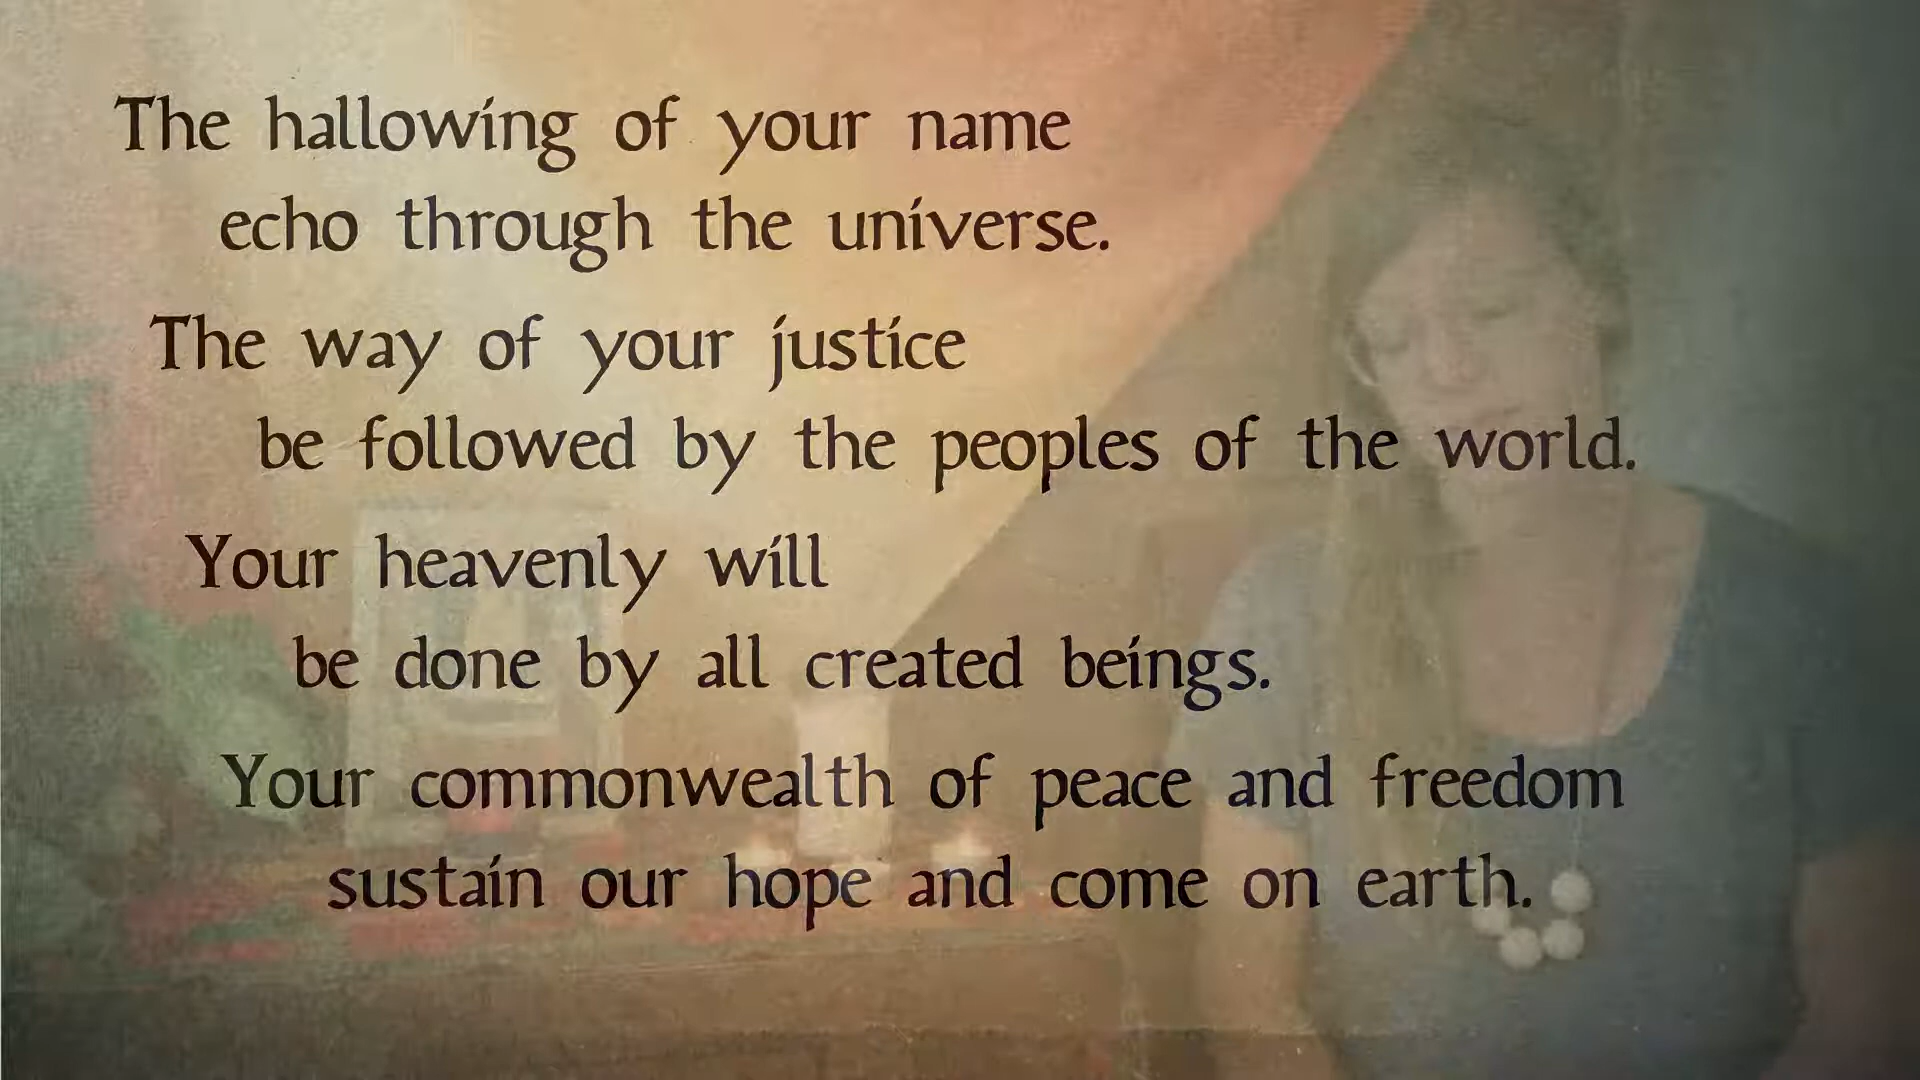 The hallowing of your name
echo through the universe.
The way of your justice
be followed by the peoples of the world.
Your heavenly will
be done by all created beings.
Your commonwealth of peace and freedom
sustain our hope and come on earth.